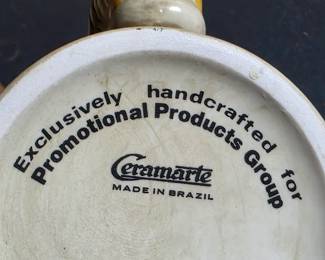 Exclusively handcrafted for
Promotional Products Group
Ceramarte
MADE IN BRAZIL